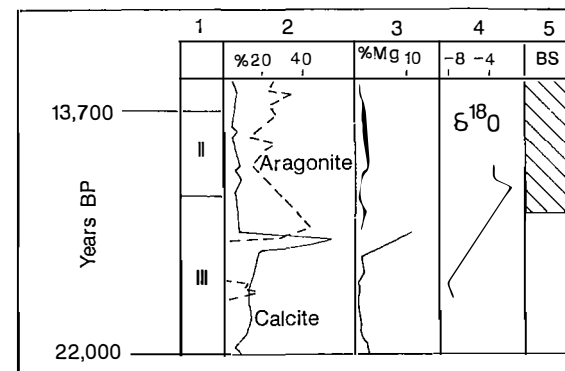 1 2 3 4 5
%20 40 %Mg 10 -8 -4 BS
13,700
δ18O
II
Aragonite
Years BP
III
Calcite
22,000